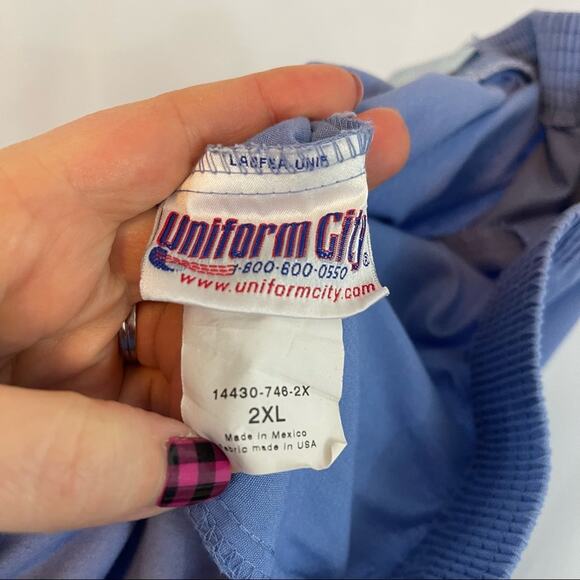 Uniform City®
1-800-600-0550
www.uniformcity.com
14430-746-2X
2XL
Made in Mexico
Fabric made in USA